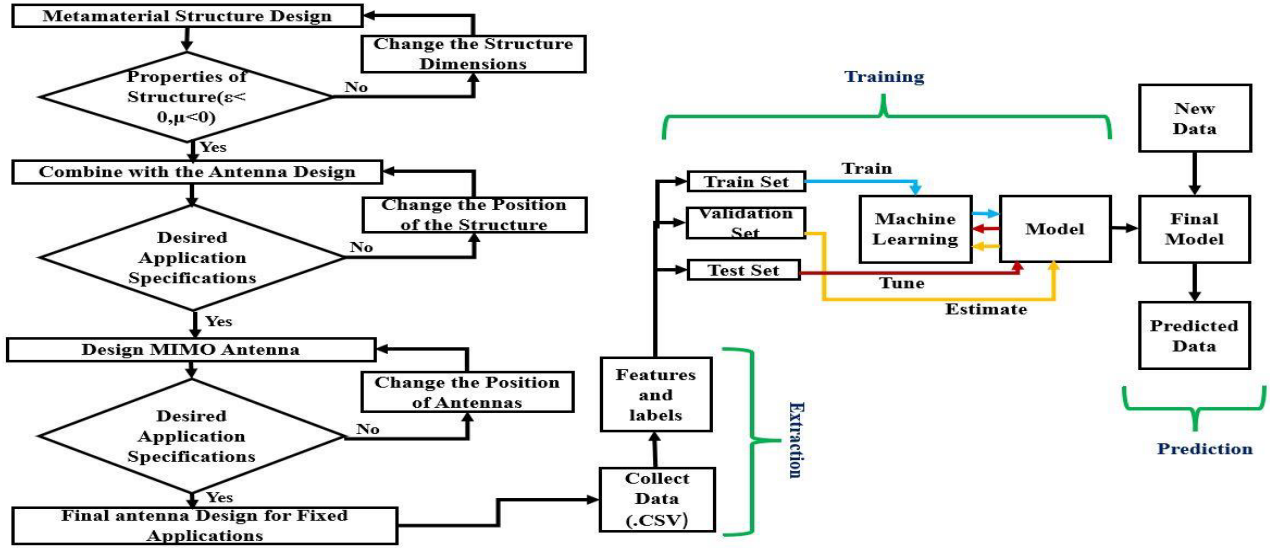 Metamaterial Structure Design
Change the Structure
Dimensions
Properties of
Structure(ε<
0,μ<0)
No
Yes
Combine with the Antenna Design
Change the Position
of the Structure
Desired
Application
Specifications
No
Yes
Design MIMO Antenna
Change the Position
of Antennas
Desired
Application
Specifications
No
Yes
Final antenna Design for Fixed
Applications
Collect
Data
(.CSV)
Features
and
labels
Extraction
Training
Train Set
Train
Validation
Set
Test Set
Tune
Estimate
Machine
Learning
Model
New
Data
Final
Model
Predicted
Data
Prediction